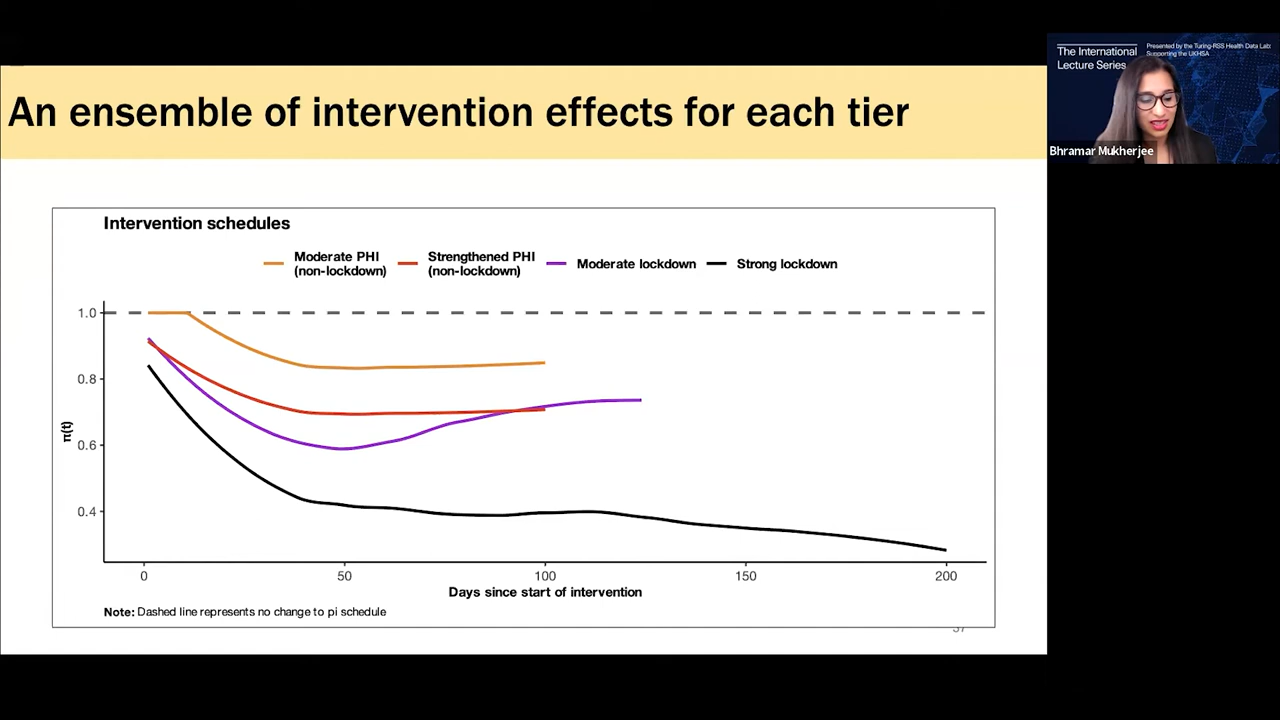 An ensemble of intervention effects for each tier
The International
Lecture Series
Presented by the Turing-RSS Health Data Lab:
Supporting the UKHSA
Bhramar Mukherjee
Intervention schedules
Moderate PHI
(non-lockdown)
Strengthened PHI
(non-lockdown)
Moderate lockdown
Strong lockdown
1.0
0.8
0.6
0.4
π(t)
0
50
100
150
200
Days since start of intervention
Note: Dashed line represents no change to pi schedule